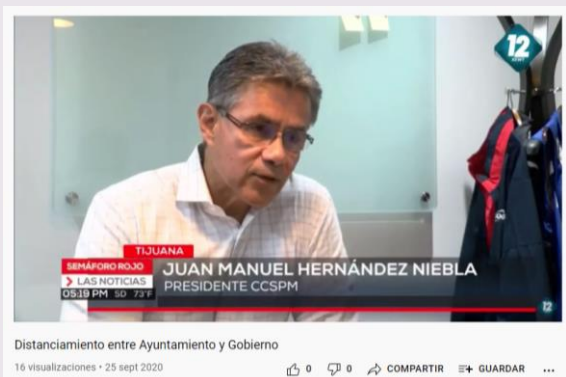 12
TIJUANA
SEMÁFORO ROJO
JUAN MANUEL HERNÁNDEZ NIEBLA
LAS NOTICIAS
PRESIDENTE CCSPM
05:19 PM SD 73°F
12
Distanciamiento entre Ayuntamiento y Gobierno
16 visualizaciones • 25 sept 2020
0 0 COMPARTIR GUARDAR